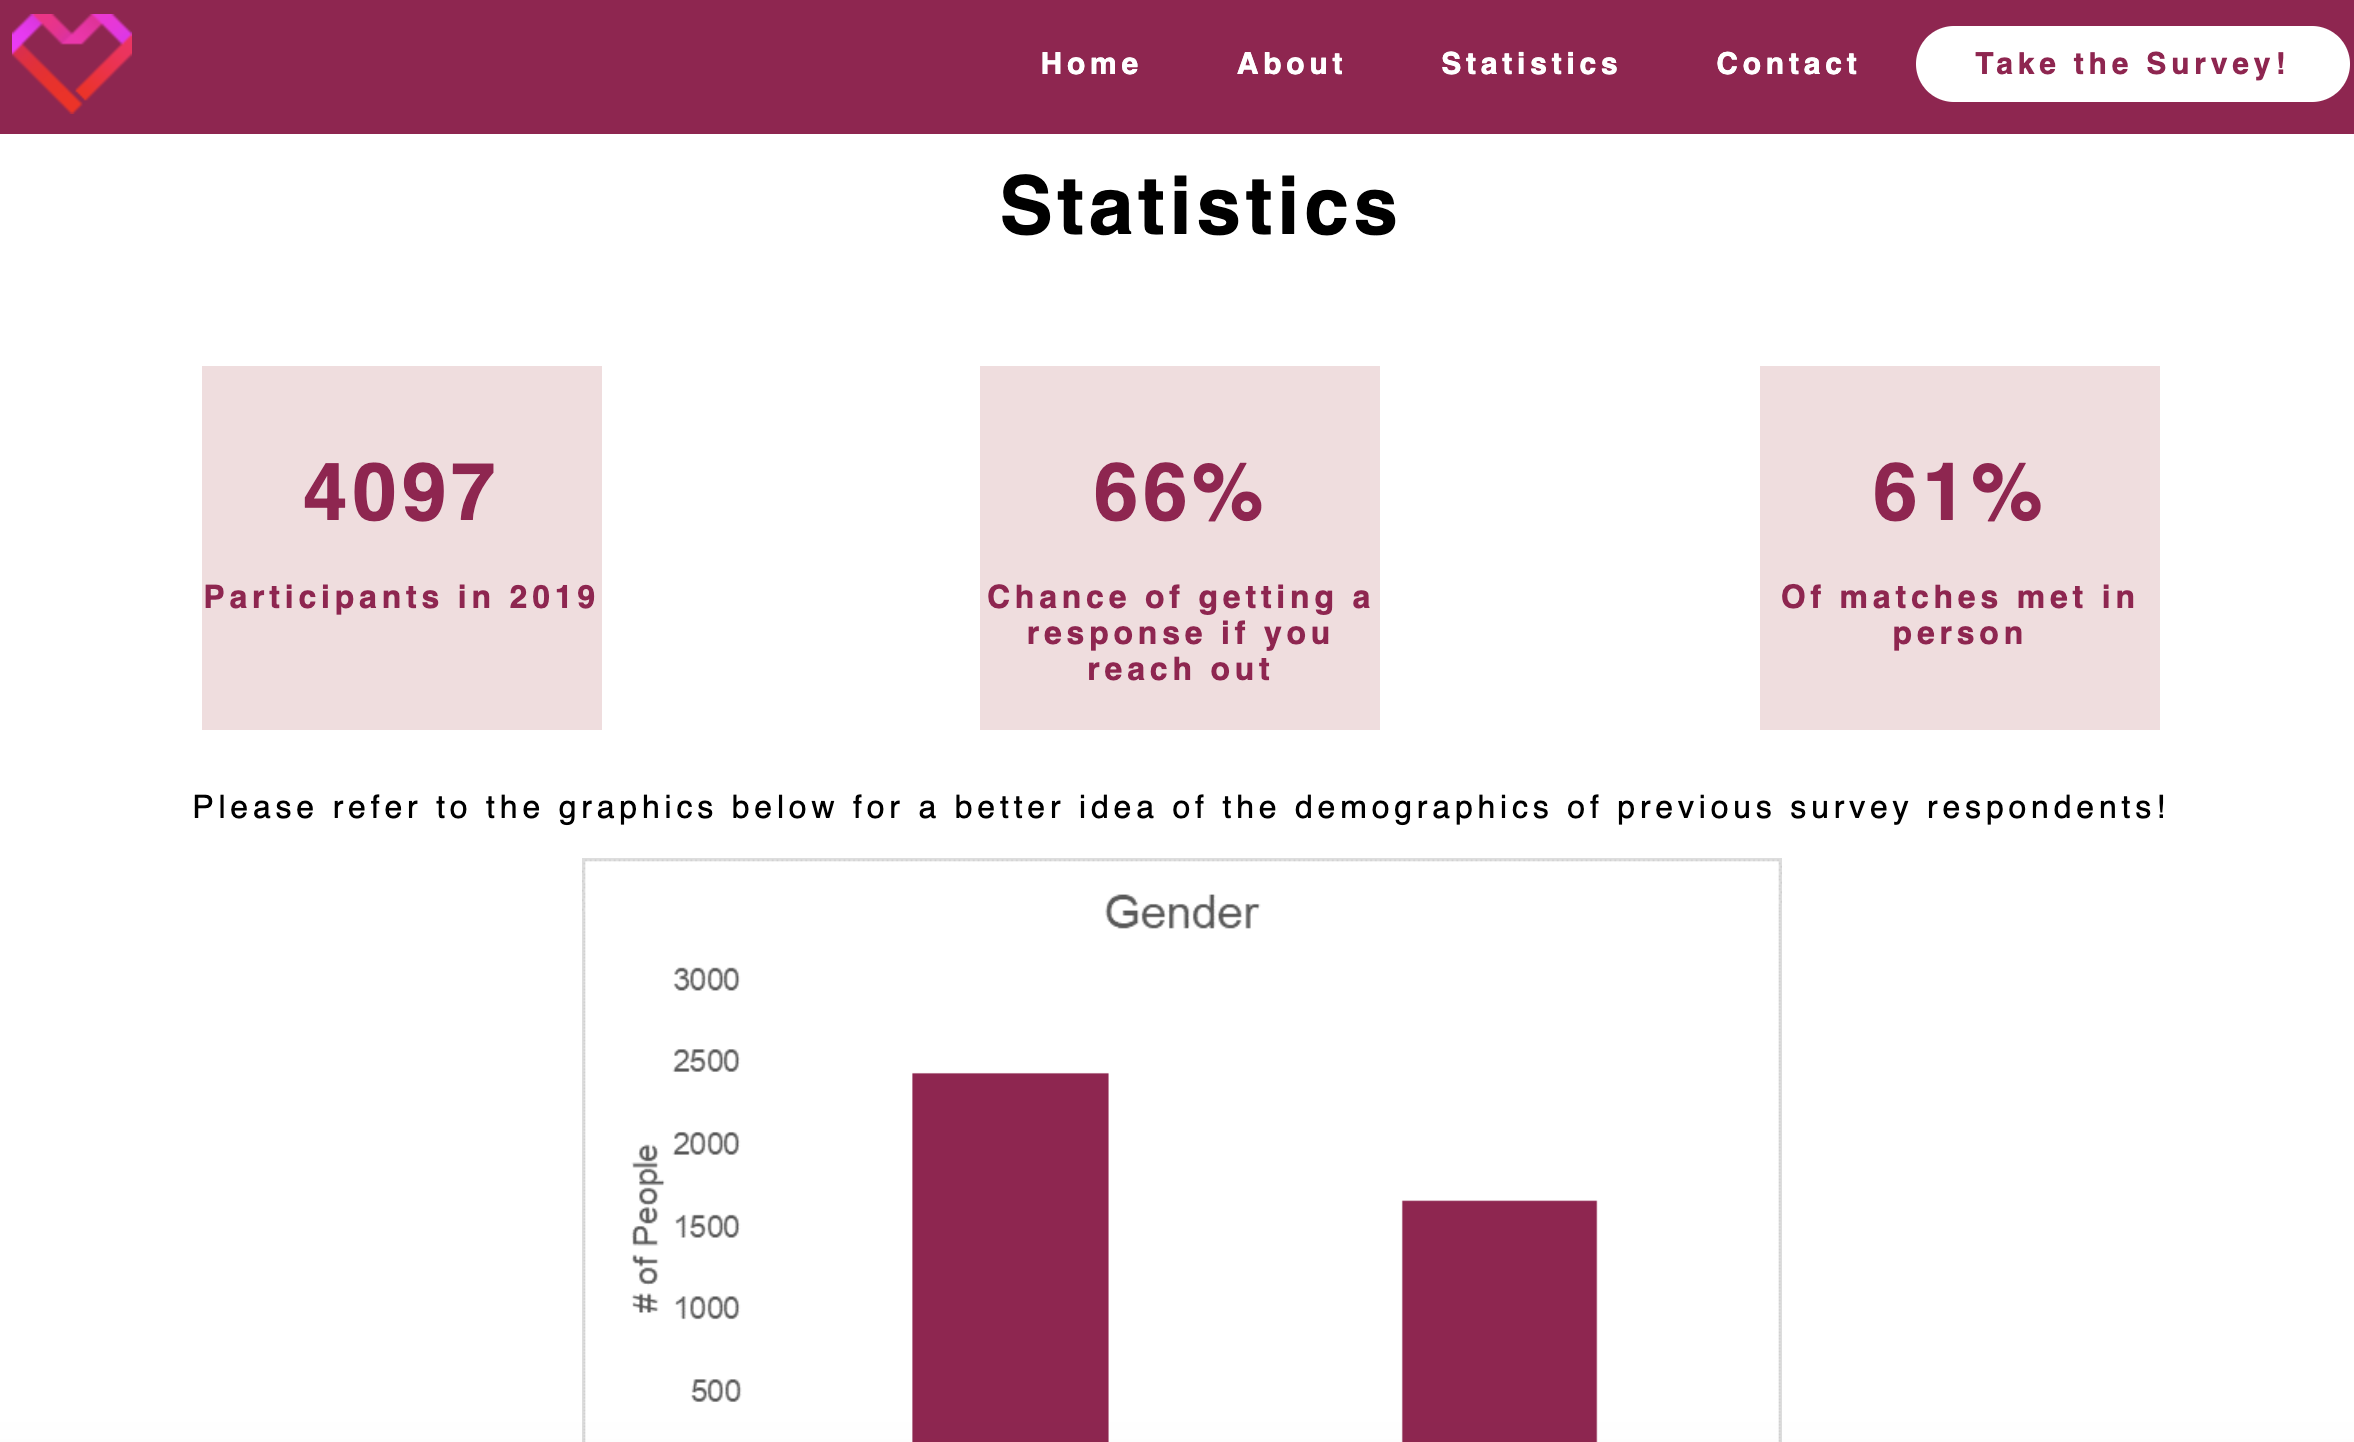 Home About Statistics Contact Take the Survey!
Statistics
4097
Participants in 2019
66%
Chance of getting a
response if you
reach out
61%
Of matches met in
person
Please refer to the graphics below for a better idea of the demographics of previous survey respondents!
Gender
# of People
3000
2500
2000
1500
1000
500